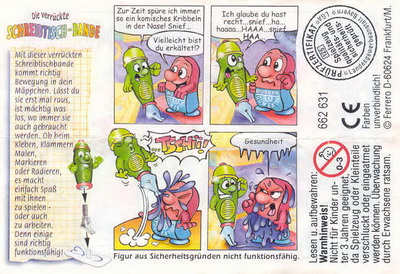 Die verrückte
SCHREIBTISCH-BANDE
Mit dieser verrückten
Schreibtischbande
kommt richtig
Bewegung in dein
Mäppchen. Lässt du
sie erst mal raus,
ist mächtig was
los, wo immer sie
auch gebraucht
werden. Ob beim
Kleben, Klammern,
Malen,
Markieren
oder Radieren,
es macht
einfach Spaß
mit ihnen
zu spielen -
oder auch
zu arbeiten.
Denn einige
sind richtig
funktionsfähig!
Zur Zeit spüre ich immer
so ein komisches Kribbeln
in der Nase! Snief..
Vielleicht bist
du erkältet!?
Ich glaube du hast
recht...snief..ha..
haaaa..HAAA..snief
HAA
TSCHIII!
Gesundheit
Figur aus Sicherheitsgründen nicht funktionsfähig.
PRÜFZERTIFIKAT
662 631
CE
Farben
unverbindlich!
© Ferrero D-60624 Frankfurt/M.
0-3
Lesen u. aufbewahren:
Warnhinweis!
Nicht für Kinder un-
ter 3 Jahren geeignet,
da Spielzeug oder Kleinteile
verschluckt oder eingeatmet
werden können. Überwachung
durch Erwachsene ratsam.